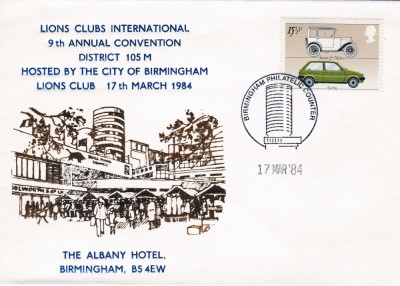 LIONS CLUBS INTERNATIONAL
9th ANNUAL CONVENTION
DISTRICT 105 M
HOSTED BY THE CITY OF BIRMINGHAM
LIONS CLUB 17th MARCH 1984
15½p
BIRMINGHAM PHILATELIC COUNTER
17 MAR '84
THE ALBANY HOTEL,
BIRMINGHAM, B5 4EW